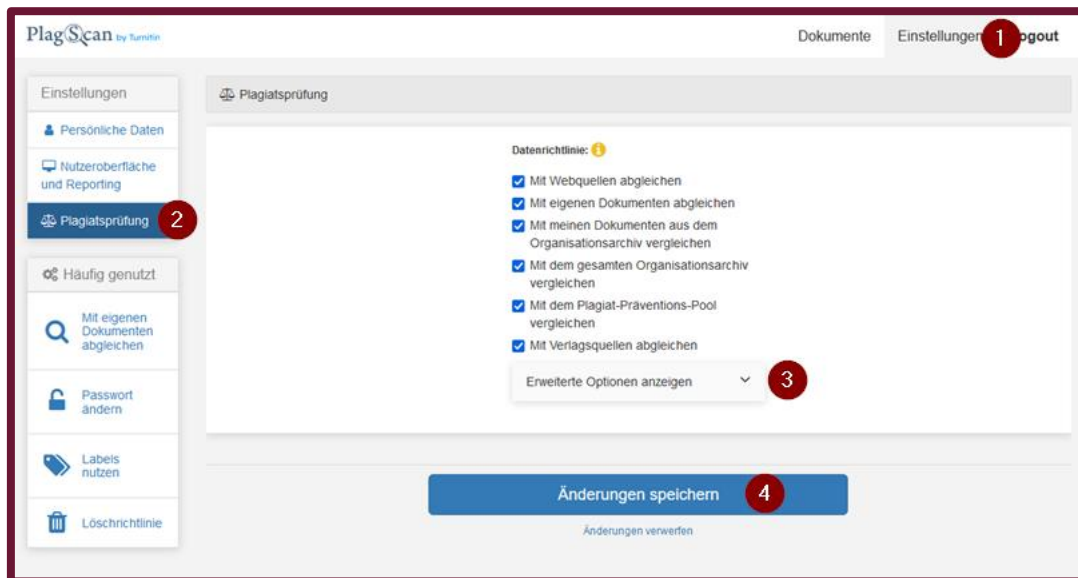 PlagScan by Turnitin
Dokumente
Einstellungen
1
ogout
Einstellungen
Persönliche Daten
Nutzeroberfläche
und Reporting
Plagiatsprüfung
2
Häufig genutzt
Mit eigenen
Dokumenten
abgleichen
Passwort
ändern
Labels
nutzen
Löschrichtlinie
Plagiatsprüfung
Datenrichtlinie: i
Mit Webquellen abgleichen
Mit eigenen Dokumenten abgleichen
Mit meinen Dokumenten aus dem
Organisationsarchiv vergleichen
Mit dem gesamten Organisationsarchiv
vergleichen
Mit dem Plagiat-Präventions-Pool
vergleichen
Mit Verlagsquellen abgleichen
Erweiterte Optionen anzeigen
3
Änderungen speichern
4
Änderungen verwerfen